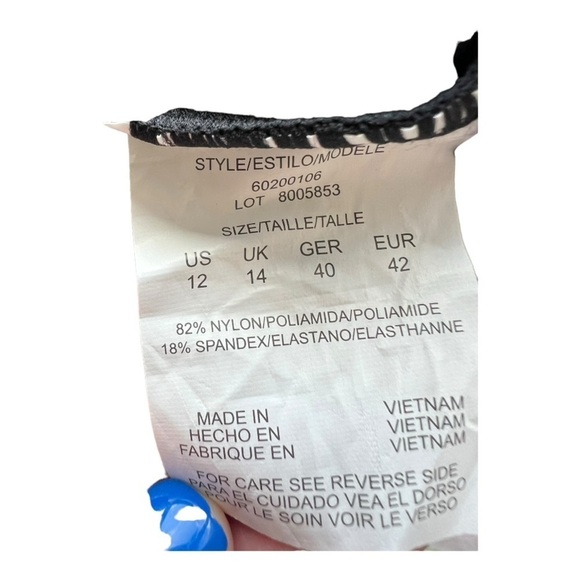 STYLE/ESTILO/MODÈLE
60200106
LOT 8005853
SIZE/TAILLE/TALLE
US UK GER EUR
12 14 40 42
82% NYLON/POLIAMIDA/POLIAMIDE
18% SPANDEX/ELASTANO/ELASTHANNE
MADE IN VIETNAM
HECHO EN VIETNAM
FABRIQUE EN VIETNAM
FOR CARE SEE REVERSE SIDE
PARA EL CUIDADO VEA EL DORSO
POUR LE SOIN VOIR LE VERSO